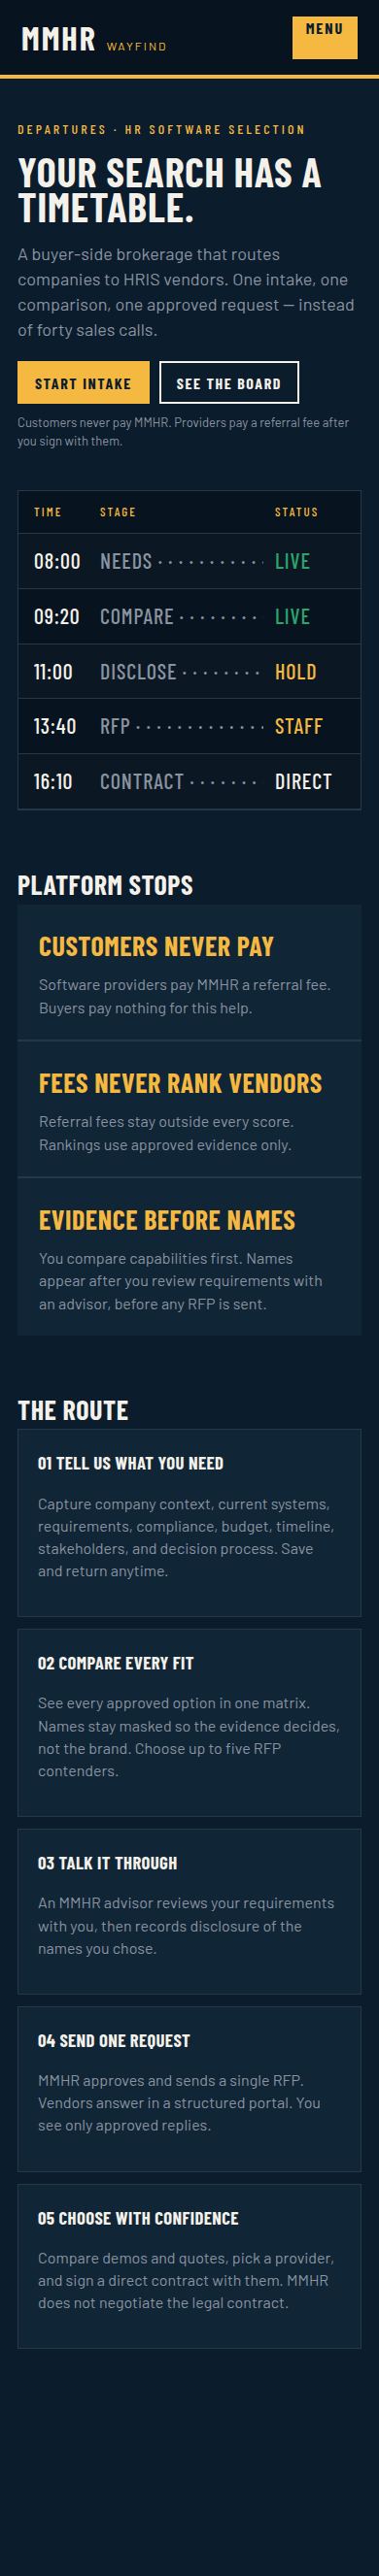 MMHR WAYFIND
MENU
DEPARTURES · HR SOFTWARE SELECTION
YOUR SEARCH HAS A
TIMETABLE.
A buyer-side brokerage that routes
companies to HRIS vendors. One intake, one
comparison, one approved request — instead
of forty sales calls.
START INTAKE
SEE THE BOARD
Customers never pay MMHR. Providers pay a referral fee after
you sign with them.
TIME STAGE STATUS
08:00 NEEDS LIVE
09:20 COMPARE LIVE
11:00 DISCLOSE HOLD
13:40 RFP STAFF
16:10 CONTRACT DIRECT
PLATFORM STOPS
CUSTOMERS NEVER PAY
Software providers pay MMHR a referral fee.
Buyers pay nothing for this help.
FEES NEVER RANK VENDORS
Referral fees stay outside every score.
Rankings use approved evidence only.
EVIDENCE BEFORE NAMES
You compare capabilities first. Names
appear after you review requirements with
an advisor, before any RFP is sent.
THE ROUTE
01 TELL US WHAT YOU NEED
Capture company context, current systems,
requirements, compliance, budget, timeline,
stakeholders, and decision process. Save
and return anytime.
02 COMPARE EVERY FIT
See every approved option in one matrix.
Names stay masked so the evidence decides,
not the brand. Choose up to five RFP
contenders.
03 TALK IT THROUGH
An MMHR advisor reviews your requirements
with you, then records disclosure of the
names you chose.
04 SEND ONE REQUEST
MMHR approves and sends a single RFP.
Vendors answer in a structured portal. You
see only approved replies.
05 CHOOSE WITH CONFIDENCE
Compare demos and quotes, pick a provider,
and sign a direct contract with them. MMHR
does not negotiate the legal contract.